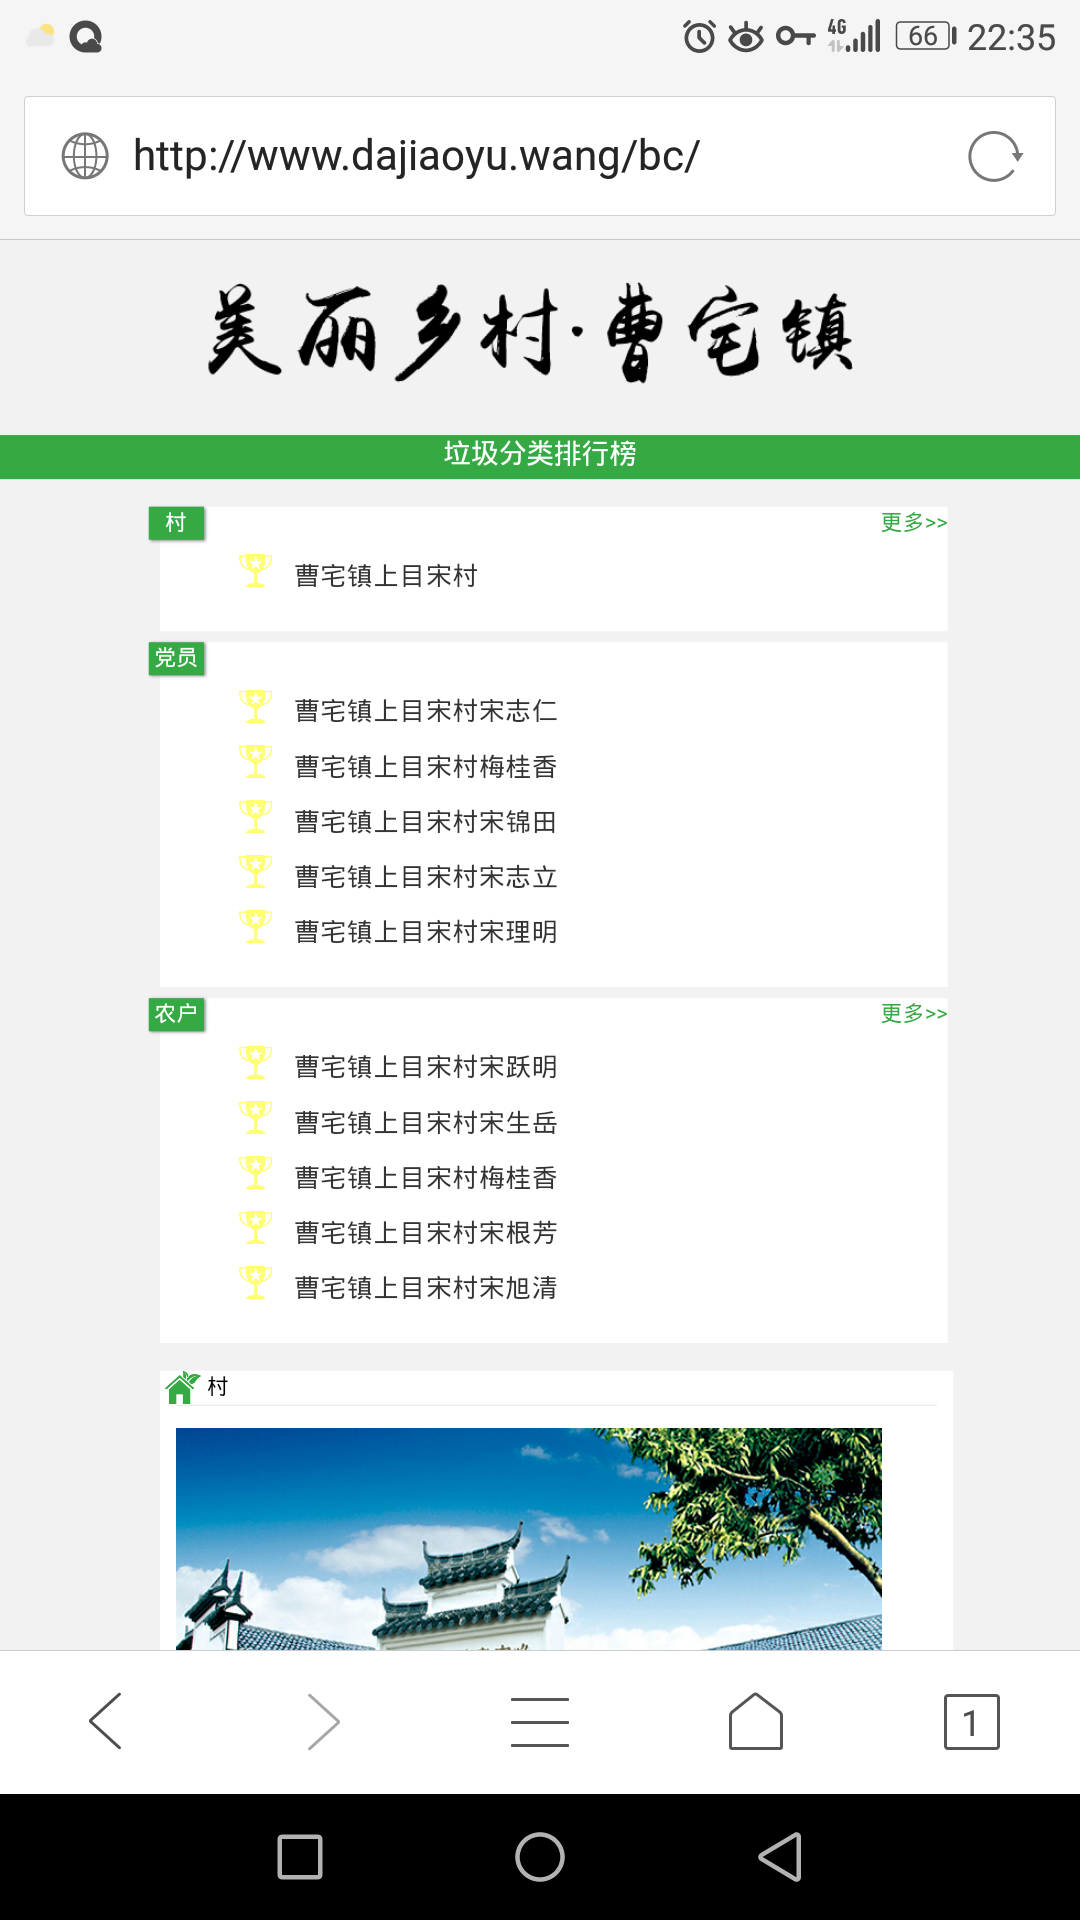 4G 66 22:35
http://www.dajiaoyu.wang/bc/
美丽乡村·曹宅镇
垃圾分类排行榜
村 更多>>
曹宅镇上目宋村
党员
曹宅镇上目宋村宋志仁
曹宅镇上目宋村梅桂香
曹宅镇上目宋村宋锦田
曹宅镇上目宋村宋志立
曹宅镇上目宋村宋理明
农户 更多>>
曹宅镇上目宋村宋跃明
曹宅镇上目宋村宋生岳
曹宅镇上目宋村梅桂香
曹宅镇上目宋村宋根芳
曹宅镇上目宋村宋旭清
村
1